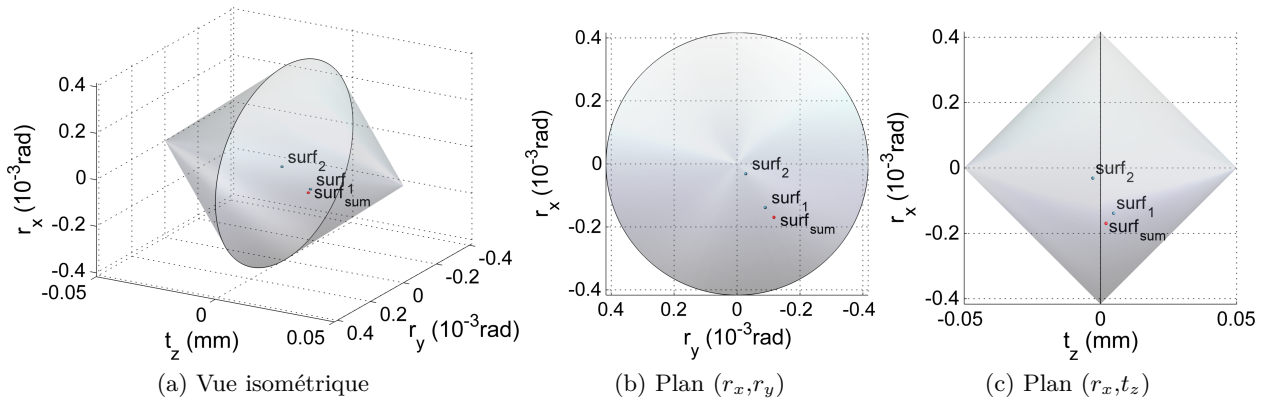 0.4
0.2
0
-0.2
-0.4
r_x (10^-3 rad)
-0.05
0
0.05
t_z (mm)
0.4
0.2
0
-0.2
-0.4
r_y (10^-3 rad)
surf_2
surf_1
surf_sum
(a) Vue isométrique
0.4
0.2
0
-0.2
-0.4
r_x (10^-3 rad)
0.4 0.2 0 -0.2 -0.4
r_y (10^-3 rad)
surf_2
surf_1
surf_sum
(b) Plan (r_x,r_y)
0.4
0.2
0
-0.2
-0.4
r_x (10^-3 rad)
-0.05 0 0.05
t_z (mm)
surf_2
surf_1
surf_sum
(c) Plan (r_x,t_z)